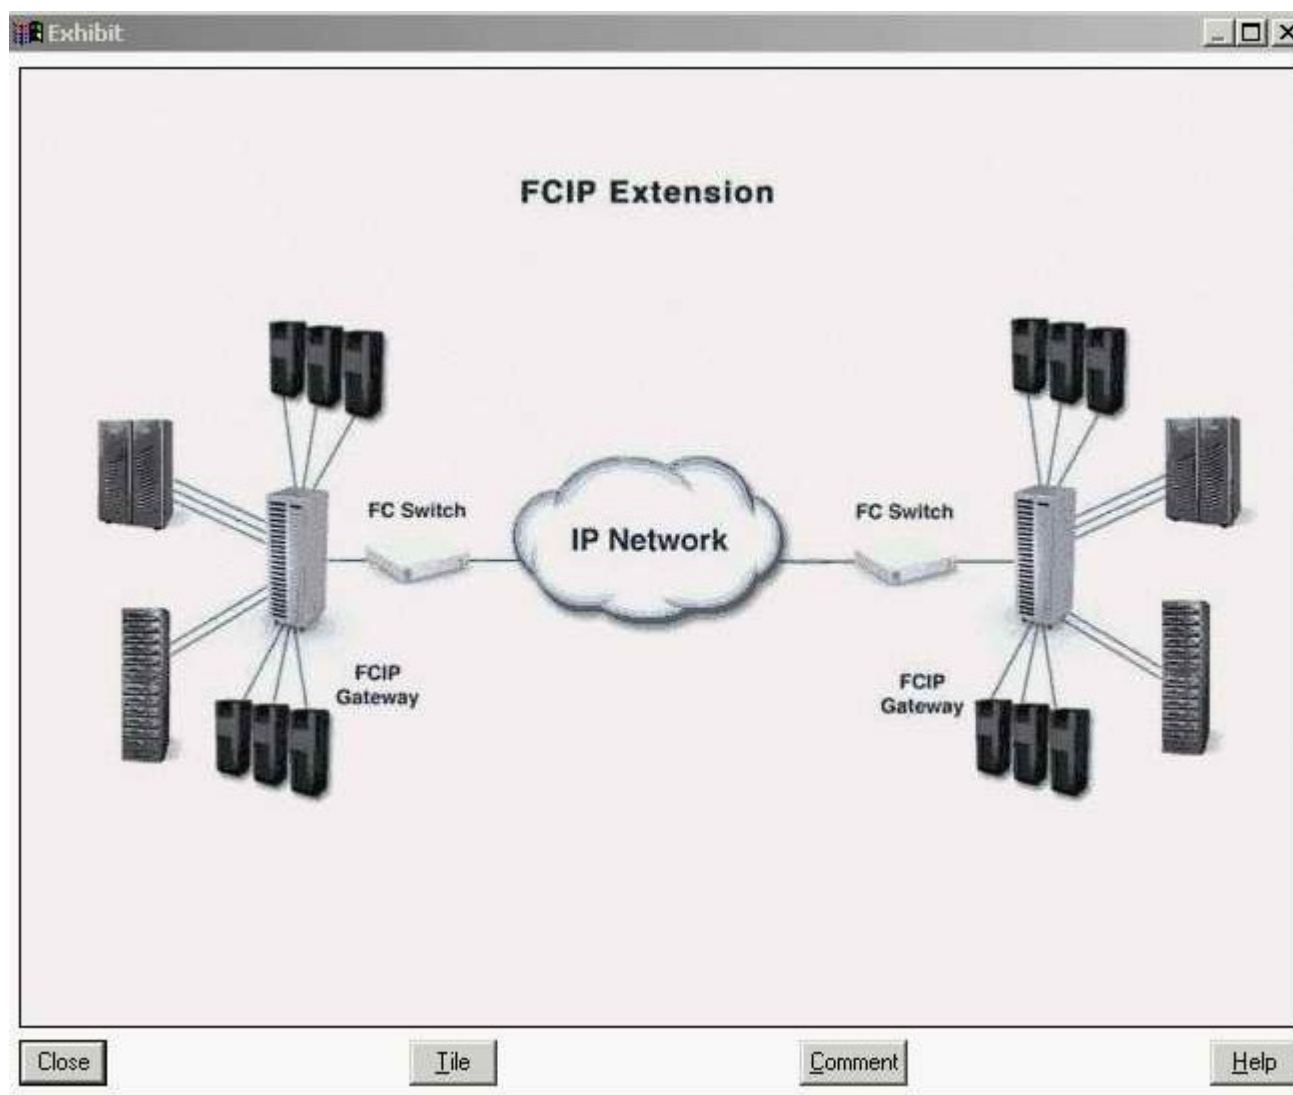 Exhibit
FCIP Extension
FC Switch
IP Network
FC Switch
FCIP
Gateway
FCIP
Gateway
Close
Tile
Comment
Help